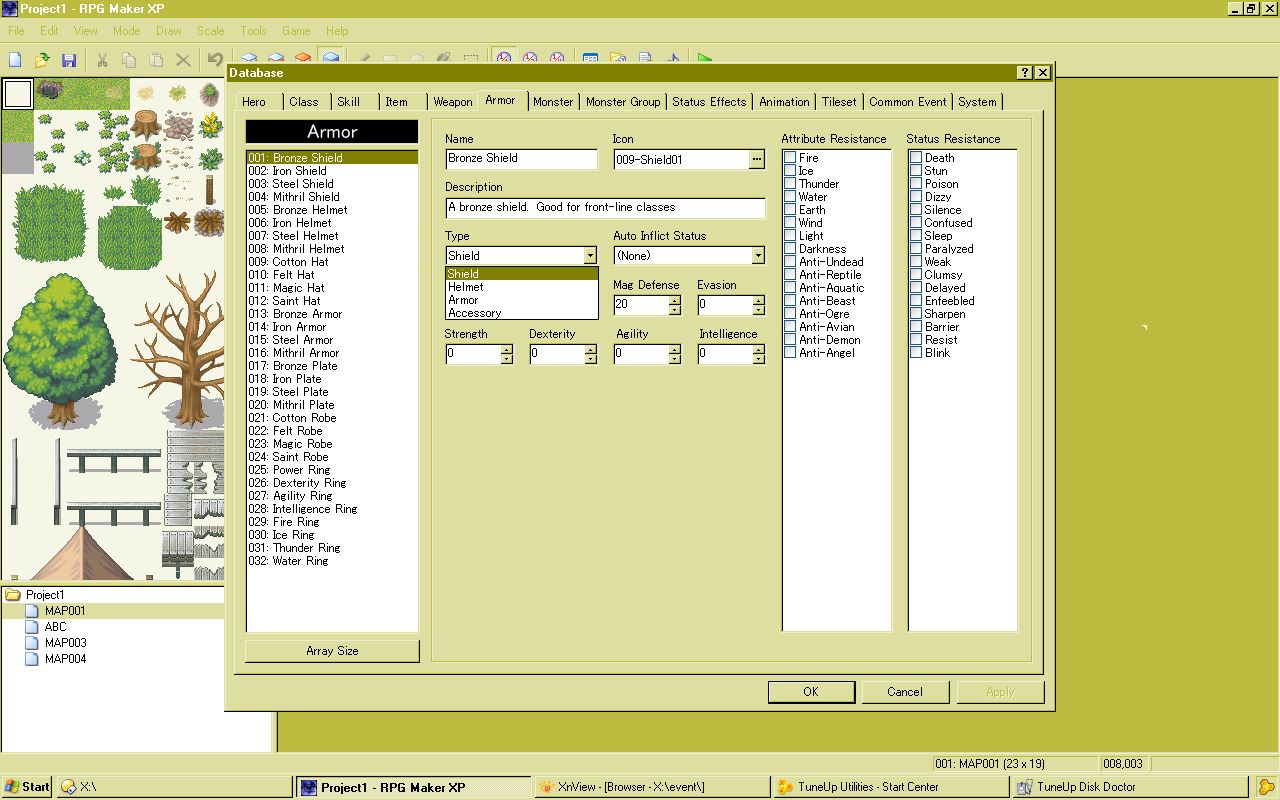 Project1 - RPG Maker XP
File Edit View Mode Draw Scale Tools Game Help
Database
Hero Class Skill Item Weapon Armor Monster Monster Group Status Effects Animation Tileset Common Event System
Armor
001: Bronze Shield
002: Iron Shield
003: Steel Shield
004: Mithril Shield
005: Bronze Helmet
006: Iron Helmet
007: Steel Helmet
008: Mithril Helmet
009: Cotton Hat
010: Felt Hat
011: Magic Hat
012: Saint Hat
013: Bronze Armor
014: Iron Armor
015: Steel Armor
016: Mithril Armor
017: Bronze Plate
018: Iron Plate
019: Steel Plate
020: Mithril Plate
021: Cotton Robe
022: Felt Robe
023: Magic Robe
024: Saint Robe
025: Power Ring
026: Dexterity Ring
027: Agility Ring
028: Intelligence Ring
029: Fire Ring
030: Ice Ring
031: Thunder Ring
032: Water Ring
Array Size
Name Icon
Bronze Shield 009-Shield01 ...
Description
A bronze shield.  Good for front-line classes
Type Auto Inflict Status
Shield (None)
Shield
Helmet
Armor
Accessory
Mag Defense Evasion
20 0
Strength Dexterity Agility Intelligence
0 0 0 0
Attribute Resistance
Fire
Ice
Thunder
Water
Earth
Wind
Light
Darkness
Anti-Undead
Anti-Reptile
Anti-Aquatic
Anti-Beast
Anti-Ogre
Anti-Avian
Anti-Demon
Anti-Angel
Status Resistance
Death
Stun
Poison
Dizzy
Silence
Confused
Sleep
Paralyzed
Weak
Clumsy
Delayed
Enfeebled
Sharpen
Barrier
Resist
Blink
OK Cancel Apply
Project1
MAP001
ABC
MAP003
MAP004
001: MAP001 (23 x 19) 008,003
Start X:\ Project1 - RPG Maker XP XnView - [Browser - X:\event\] TuneUp Utilities - Start Center TuneUp Disk Doctor